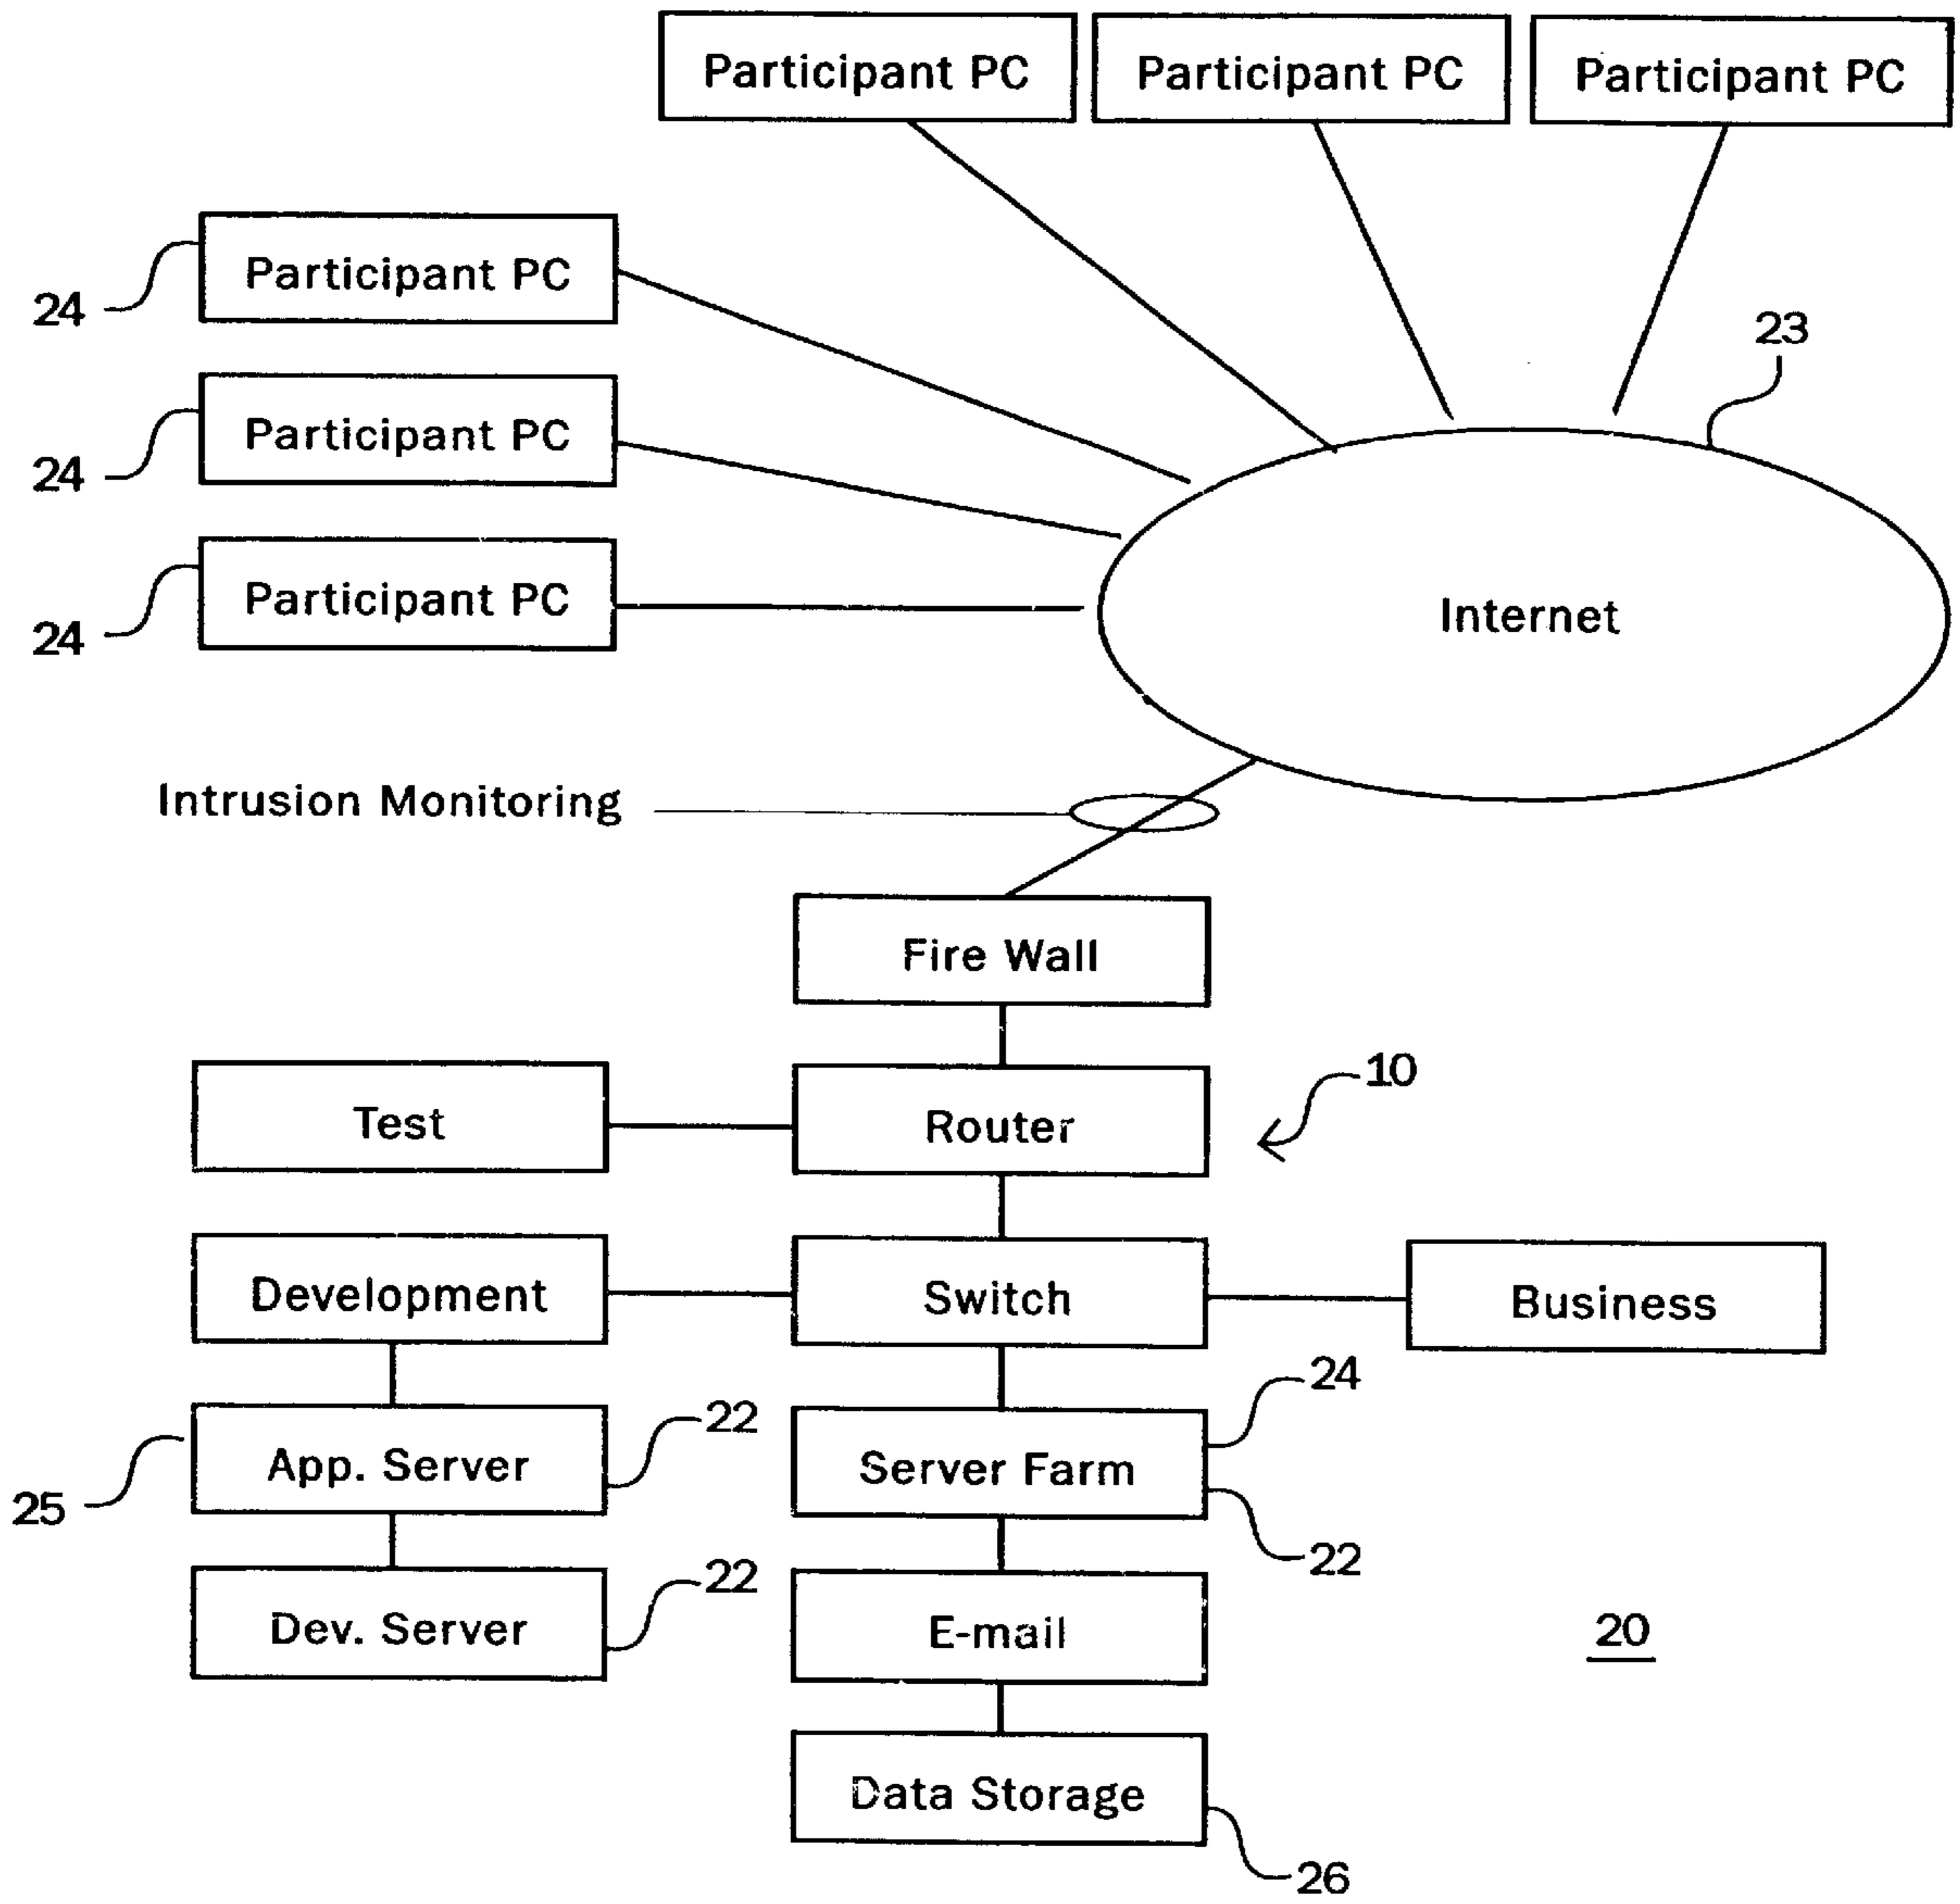 Participant PC
Participant PC
Participant PC
24
Participant PC
23
24
Participant PC
24
Participant PC
Internet
Intrusion Monitoring
Fire Wall
10
Test
Router
Development
Switch
Business
24
22
25
App. Server
Server Farm
22
22
Dev. Server
E-mail
20
Data Storage
26